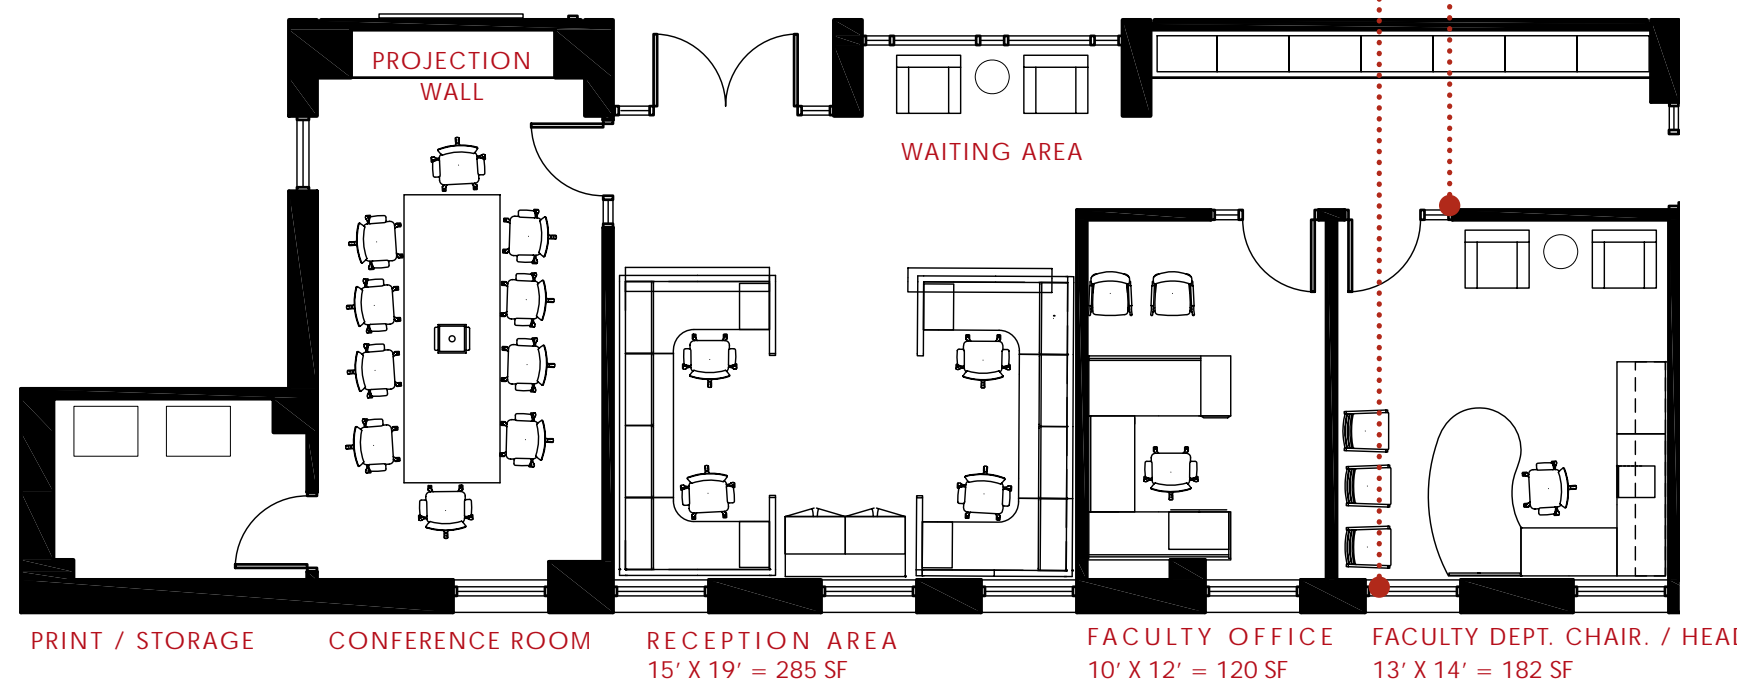 PROJECTION
WALL
WAITING AREA
PRINT / STORAGE
CONFERENCE ROOM
RECEPTION AREA
15' X 19' = 285 SF
FACULTY OFFICE
10' X 12' = 120 SF
FACULTY DEPT. CHAIR. / HEAD
13' X 14' = 182 SF